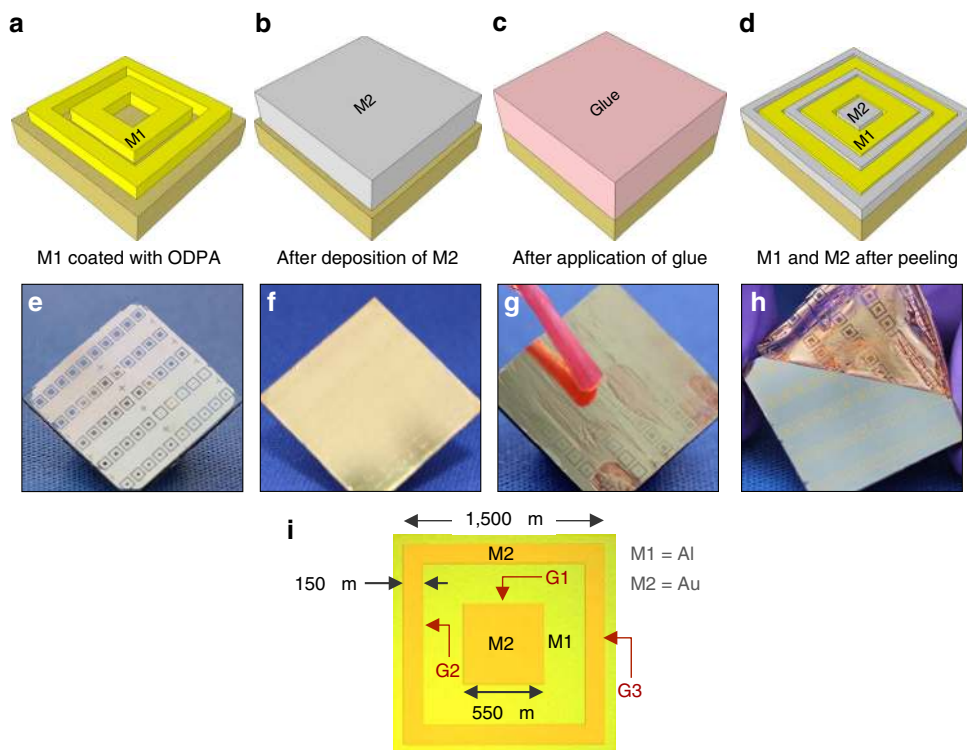 a
b
c
d
M1
M2
Glue
M2
M1
M1 coated with ODPA
After deposition of M2
After application of glue
M1 and M2 after peeling
e
f
g
h
i
1,500 m
M2
M1 = Al
150 m
G1
M2 = Au
M2
M1
G2
G3
550 m